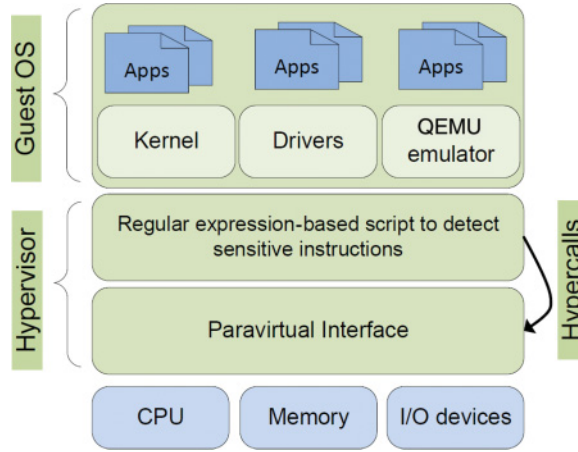 Guest OS
Apps
Apps
Apps
Kernel
Drivers
QEMU
emulator
Hypervisor
Regular expression-based script to detect
sensitive instructions
Paravirtual Interface
Hypercalls
CPU
Memory
I/O devices